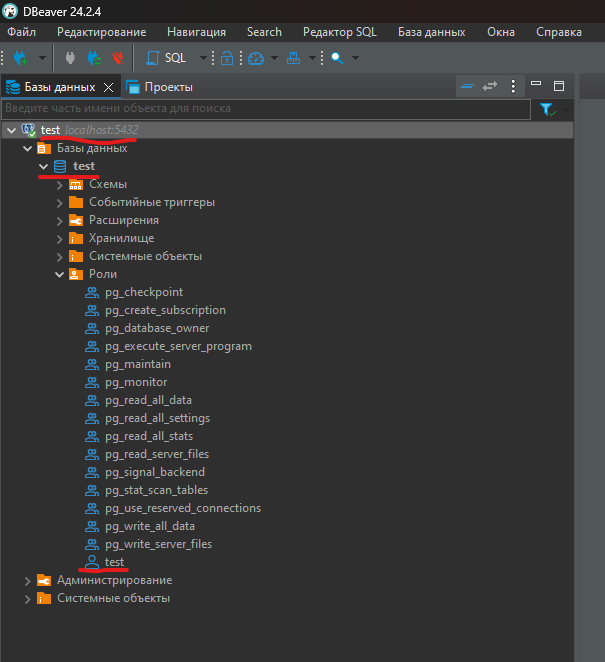 DBeaver 24.2.4
Файл Редактирование Навигация Search Редактор SQL База данных Окна Справка
SQL
Базы данных Проекты
Введите часть имени объекта для поиска
test localhost:5432
Базы данных
test
Схемы
Событийные триггеры
Расширения
Хранилище
Системные объекты
Роли
pg_checkpoint
pg_create_subscription
pg_database_owner
pg_execute_server_program
pg_maintain
pg_monitor
pg_read_all_data
pg_read_all_settings
pg_read_all_stats
pg_read_server_files
pg_signal_backend
pg_stat_scan_tables
pg_use_reserved_connections
pg_write_all_data
pg_write_server_files
test
Администрирование
Системные объекты